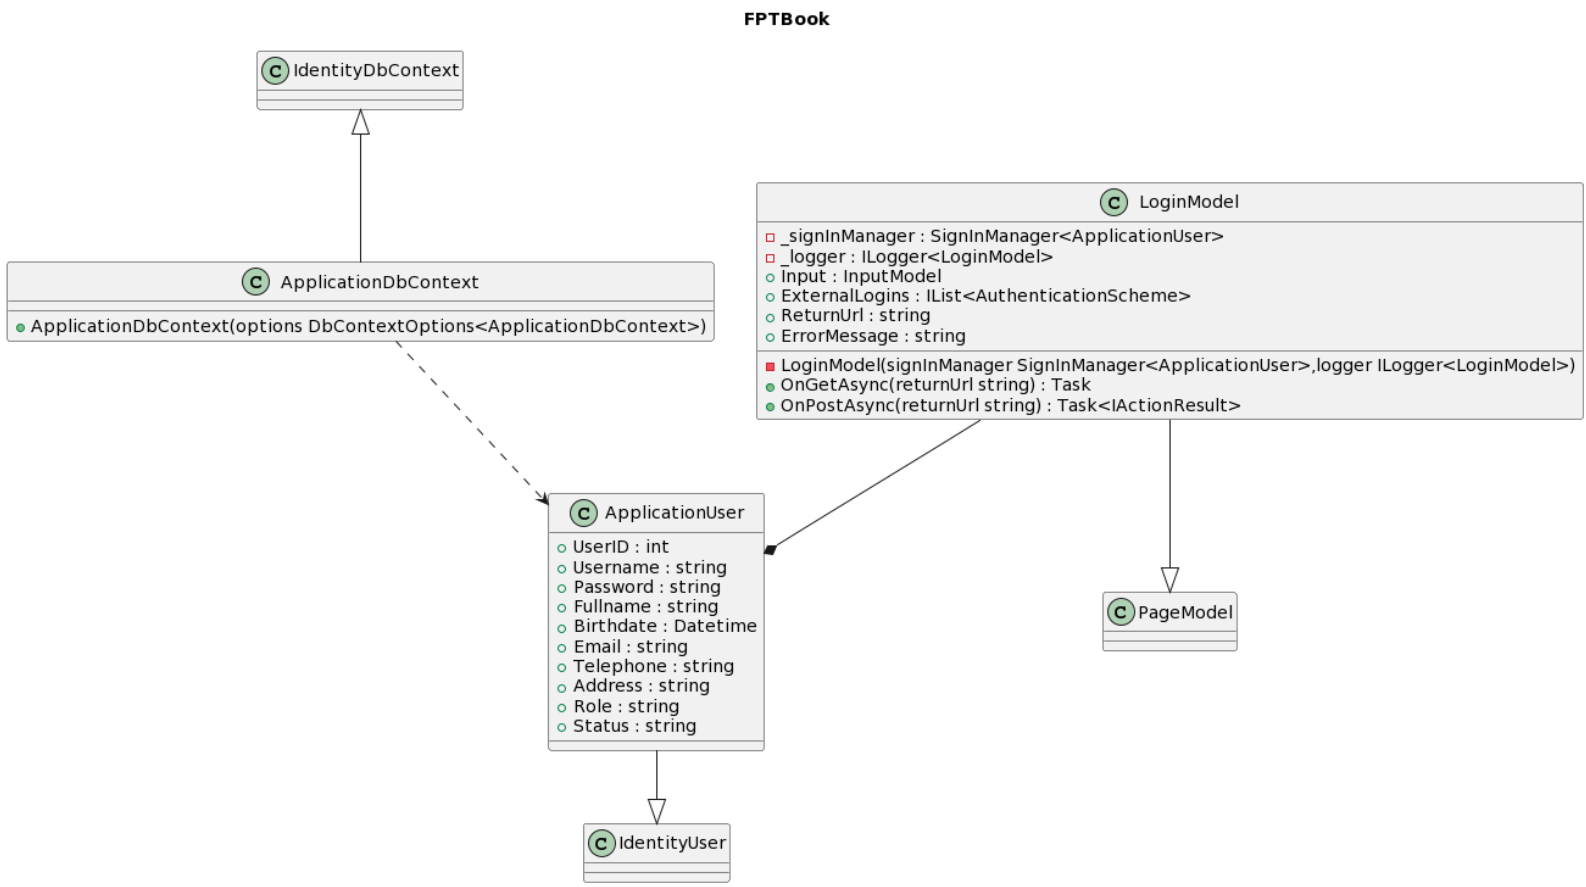 FPTBook
C IdentityDbContext
C ApplicationDbContext
ApplicationDbContext(options DbContextOptions<ApplicationDbContext>)
C LoginModel
_signInManager : SignInManager<ApplicationUser>
_logger : ILogger<LoginModel>
Input : InputModel
ExternalLogins : IList<AuthenticationScheme>
ReturnUrl : string
ErrorMessage : string
LoginModel(signInManager SignInManager<ApplicationUser>,logger ILogger<LoginModel>)
OnGetAsync(returnUrl string) : Task
OnPostAsync(returnUrl string) : Task<IActionResult>
C ApplicationUser
UserID : int
Username : string
Password : string
Fullname : string
Birthdate : Datetime
Email : string
Telephone : string
Address : string
Role : string
Status : string
C PageModel
C IdentityUser